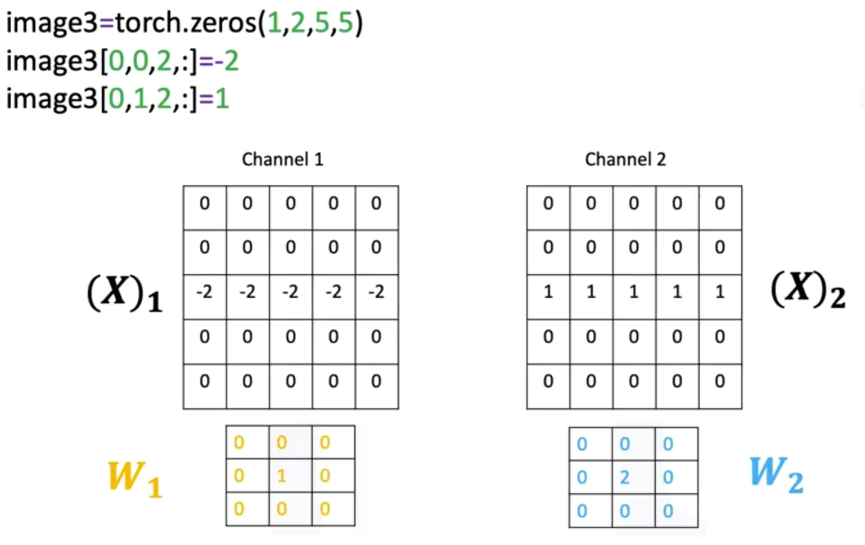 image3=torch.zeros(1,2,5,5)
image3[0,0,2,:]=-2
image3[0,1,2,:]=1
Channel 1 Channel 2
0 0 0 0 0 0 0 0 0 0
0 0 0 0 0 0 0 0 0 0
(X)₁ -2 -2 -2 -2 -2 1 1 1 1 1 (X)₂
0 0 0 0 0 0 0 0 0 0
0 0 0 0 0 0 0 0 0 0
0 0 0 0 0 0
W₁ 0 1 0 0 2 0 W₂
0 0 0 0 0 0